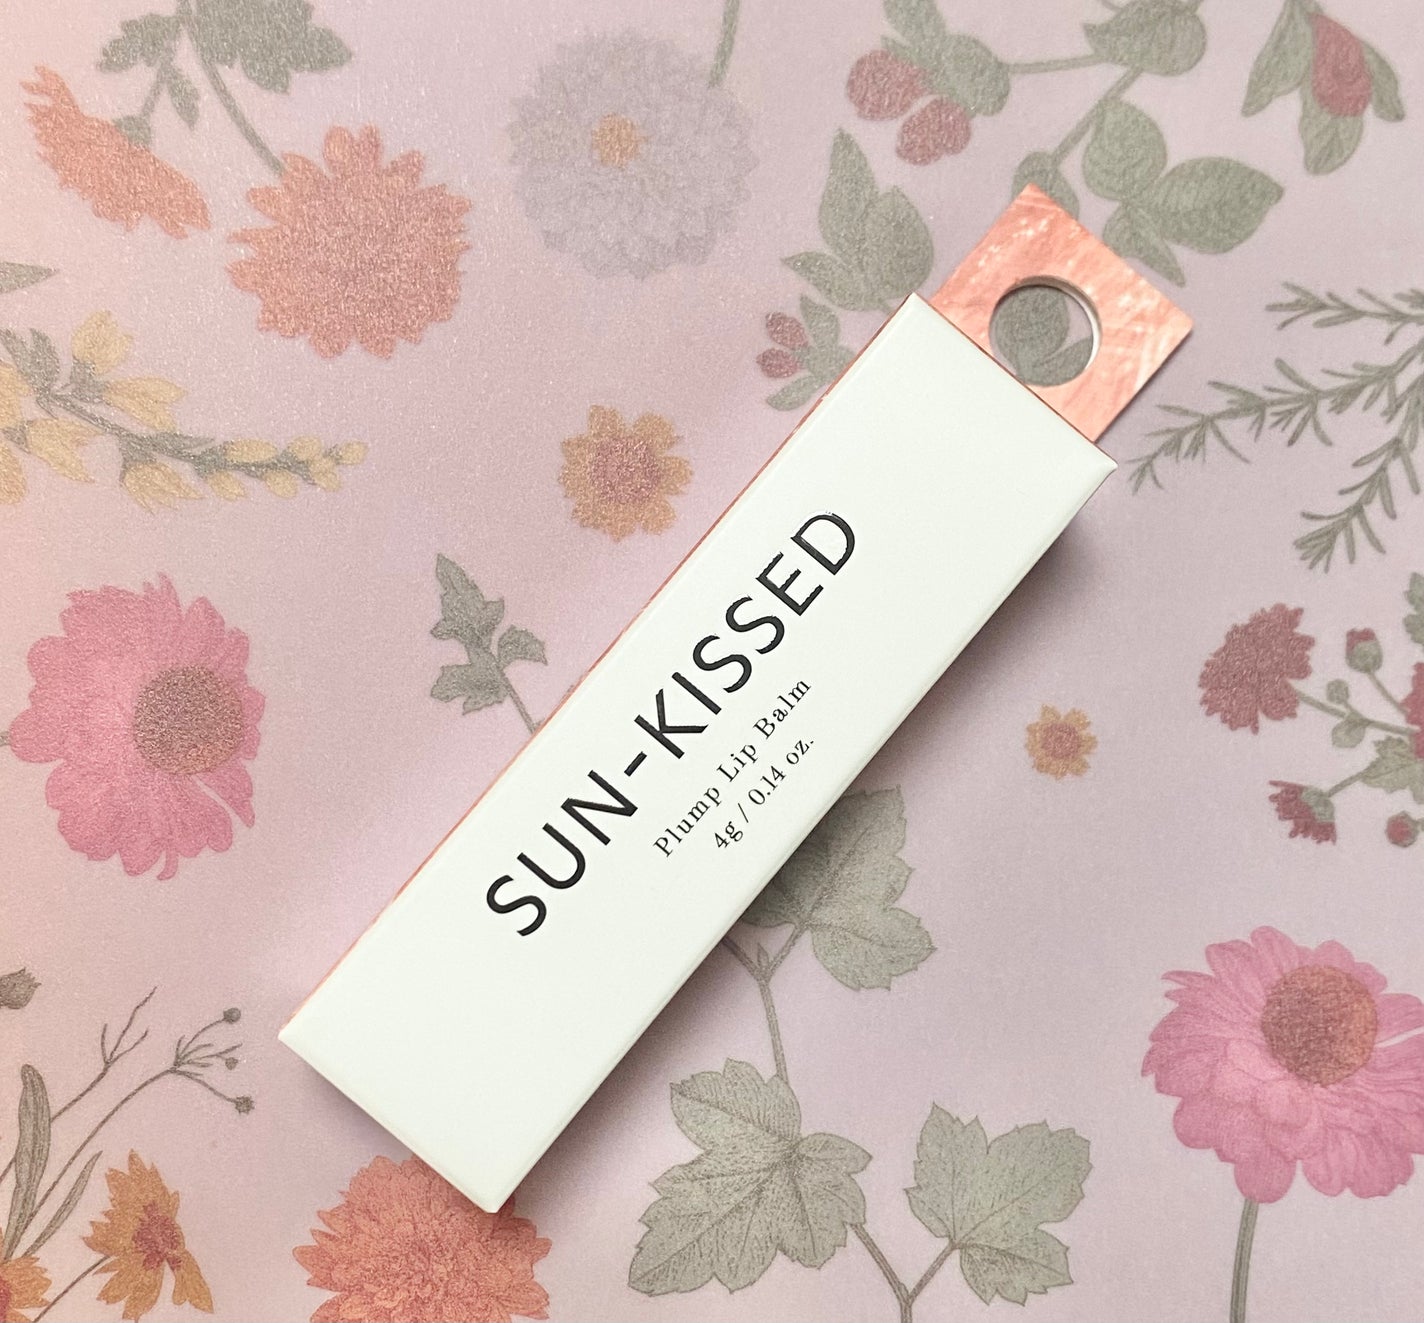 SUN-KISSED
Plump Lip Balm
4g / 0.14 oz.